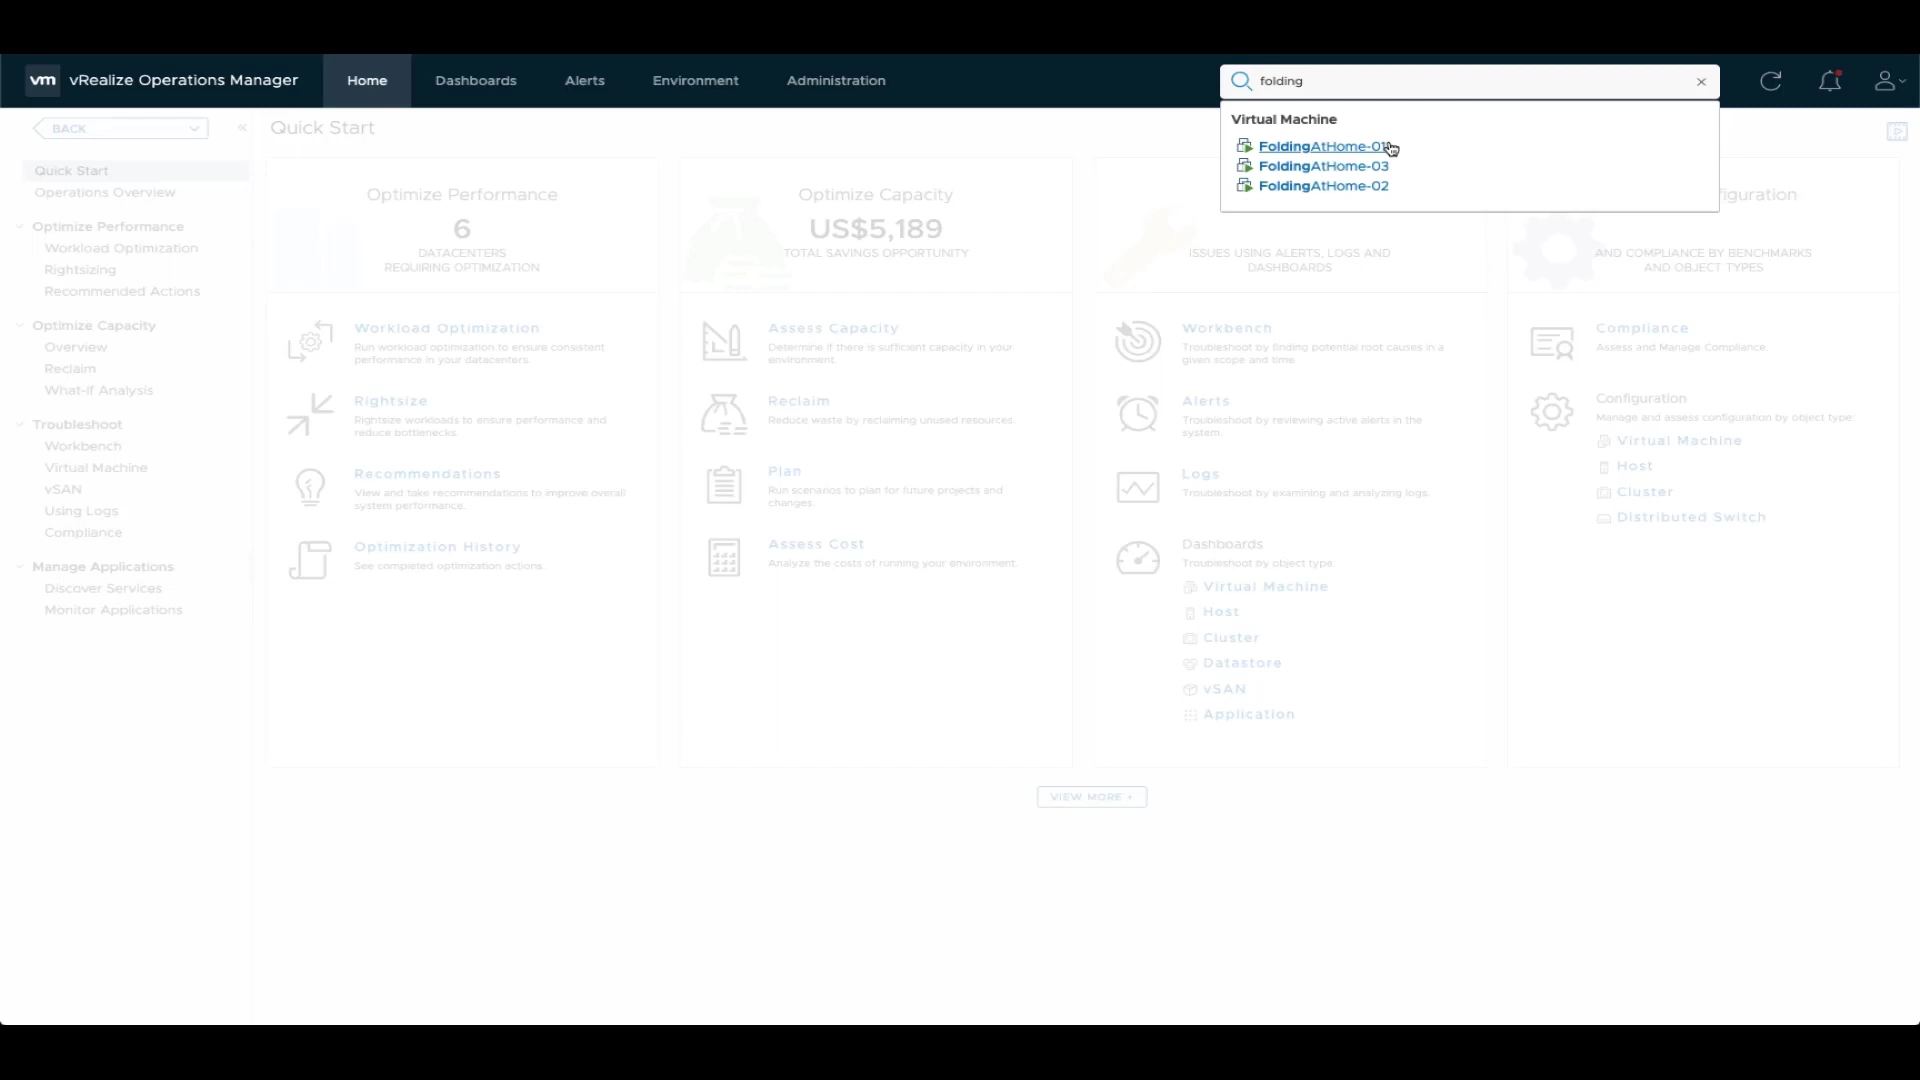 vm vRealize Operations Manager Home Dashboards Alerts Environment Administration folding
Virtual Machine
FoldingAtHome-01
FoldingAtHome-03
FoldingAtHome-02
BACK
Quick Start
Quick Start
Operations Overview
Optimize Performance
Workload Optimization
Rightsizing
Recommended Actions
Optimize Capacity
Overview
Reclaim
What-If Analysis
Troubleshoot
Workbench
Virtual Machine
vSAN
Using Logs
Compliance
Manage Applications
Discover Services
Monitor Applications
Optimize Performance
6
DATACENTERS
REQUIRING OPTIMIZATION
Workload Optimization
Run workload optimization to ensure consistent
performance in your datacenters.
Rightsize
Rightsize workloads to ensure performance and
reduce bottlenecks.
Recommendations
View and take recommendations to improve overall
system performance.
Optimization History
See completed optimization actions.
Optimize Capacity
US$5,189
TOTAL SAVINGS OPPORTUNITY
Assess Capacity
Determine if there is sufficient capacity in your
environment.
Reclaim
Reduce waste by reclaiming unused resources.
Plan
Run scenarios to plan for future projects and
changes.
Assess Cost
Analyze the costs of running your environment.
ISSUES USING ALERTS, LOGS AND
DASHBOARDS
Workbench
Troubleshoot by finding potential root causes in a
given scope and time.
Alerts
Troubleshoot by reviewing active alerts in the
system.
Logs
Troubleshoot by examining and analyzing logs.
Dashboards
Troubleshoot by object type.
Virtual Machine
Host
Cluster
Datastore
vSAN
Application
iguration
AND COMPLIANCE BY BENCHMARKS
AND OBJECT TYPES
Compliance
Assess and Manage Compliance.
Configuration
Manage and assess configuration by object type.
Virtual Machine
Host
Cluster
Distributed Switch
VIEW MORE +